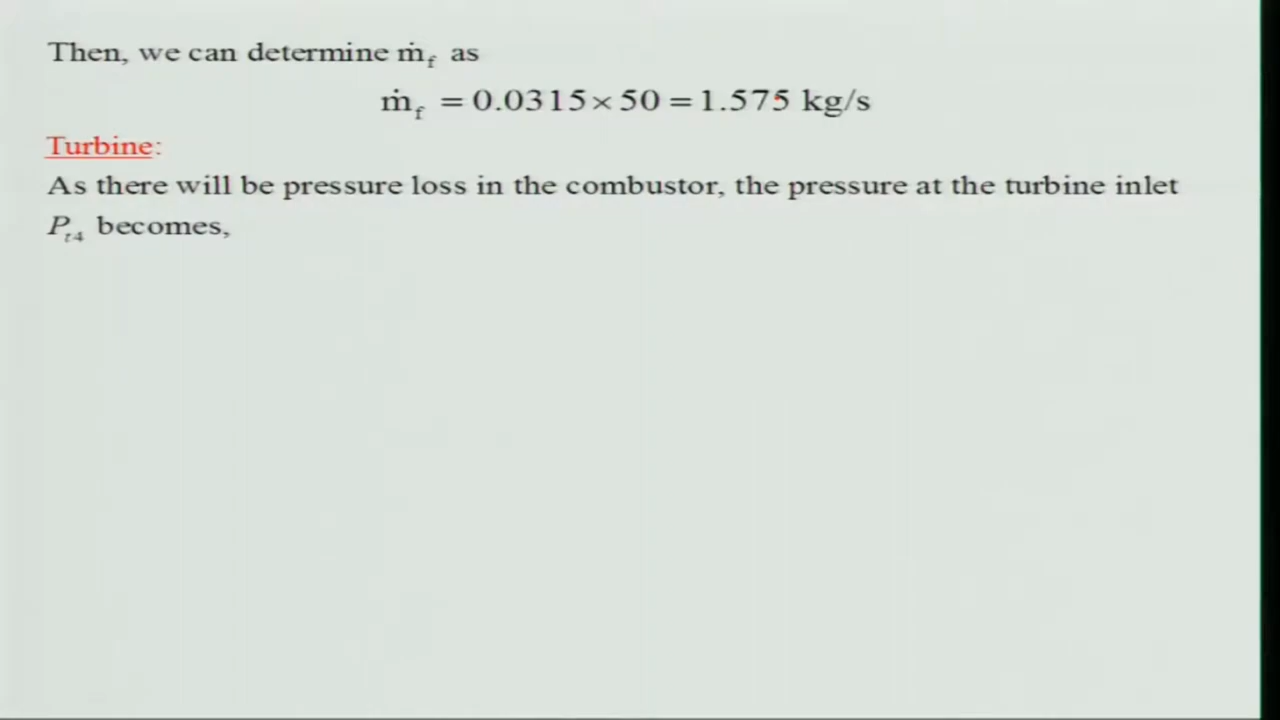 Then, we can determine ṁf as
ṁf = 0.0315 × 50 = 1.575 kg/s
Turbine:
As there will be pressure loss in the combustor, the pressure at the turbine inlet
Pt4 becomes,